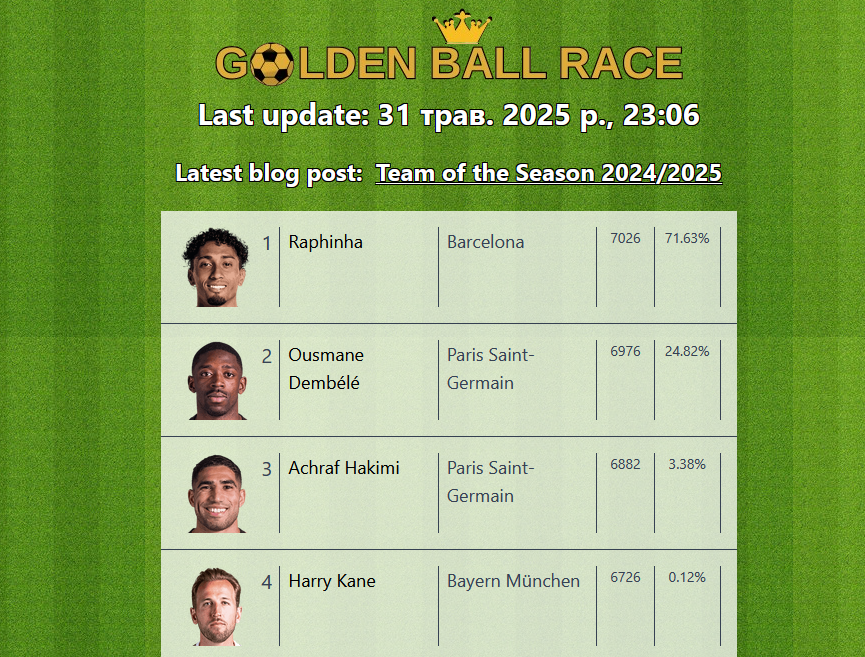 GOLDEN BALL RACE
Last update: 31 трав. 2025 р., 23:06
Latest blog post: Team of the Season 2024/2025
1 Raphinha Barcelona 7026 71.63%
2 Ousmane Paris Saint- 6976 24.82%
Dembélé Germain
3 Achraf Hakimi Paris Saint- 6882 3.38%
Germain
4 Harry Kane Bayern München 6726 0.12%